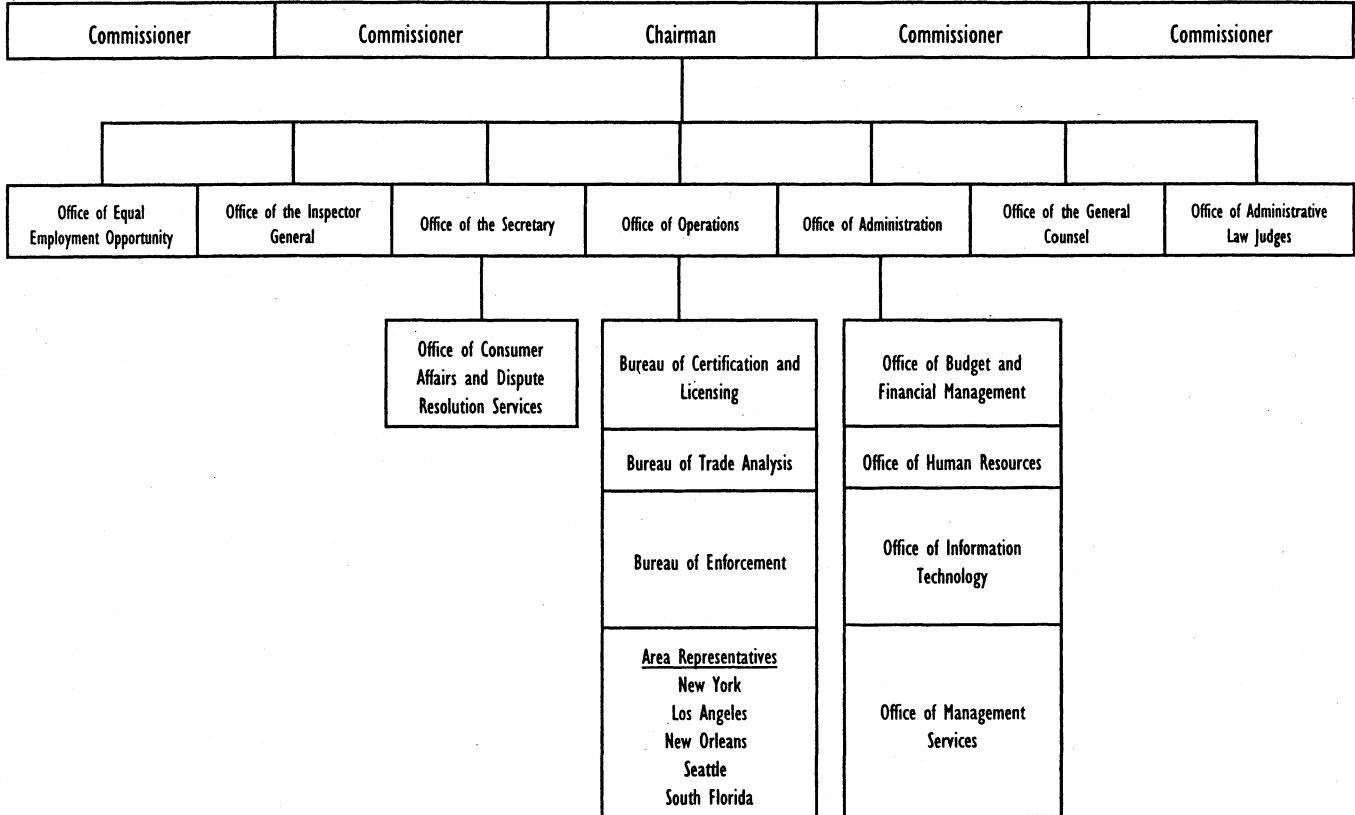 Commissioner
Commissioner
Chairman
Commissioner
Commissioner
Office of Equal
Employment Opportunity
Office of the Inspector
General
Office of the Secretary
Office of Operations
Office of Administration
Office of the General
Counsel
Office of Administrative
Law Judges
Office of Consumer
Affairs and Dispute
Resolution Services
Bureau of Certification and
Licensing
Bureau of Trade Analysis
Bureau of Enforcement
Area Representatives
New York
Los Angeles
New Orleans
Seattle
South Florida
Office of Budget and
Financial Management
Office of Human Resources
Office of Information
Technology
Office of Management
Services